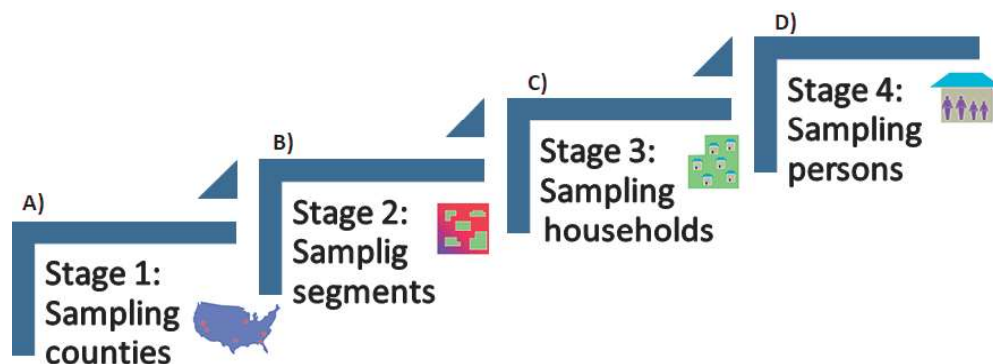 A)
Stage 1:
Sampling
counties
B)
Stage 2:
Samplig
segments
C)
Stage 3:
Sampling
households
D)
Stage 4:
Sampling
persons